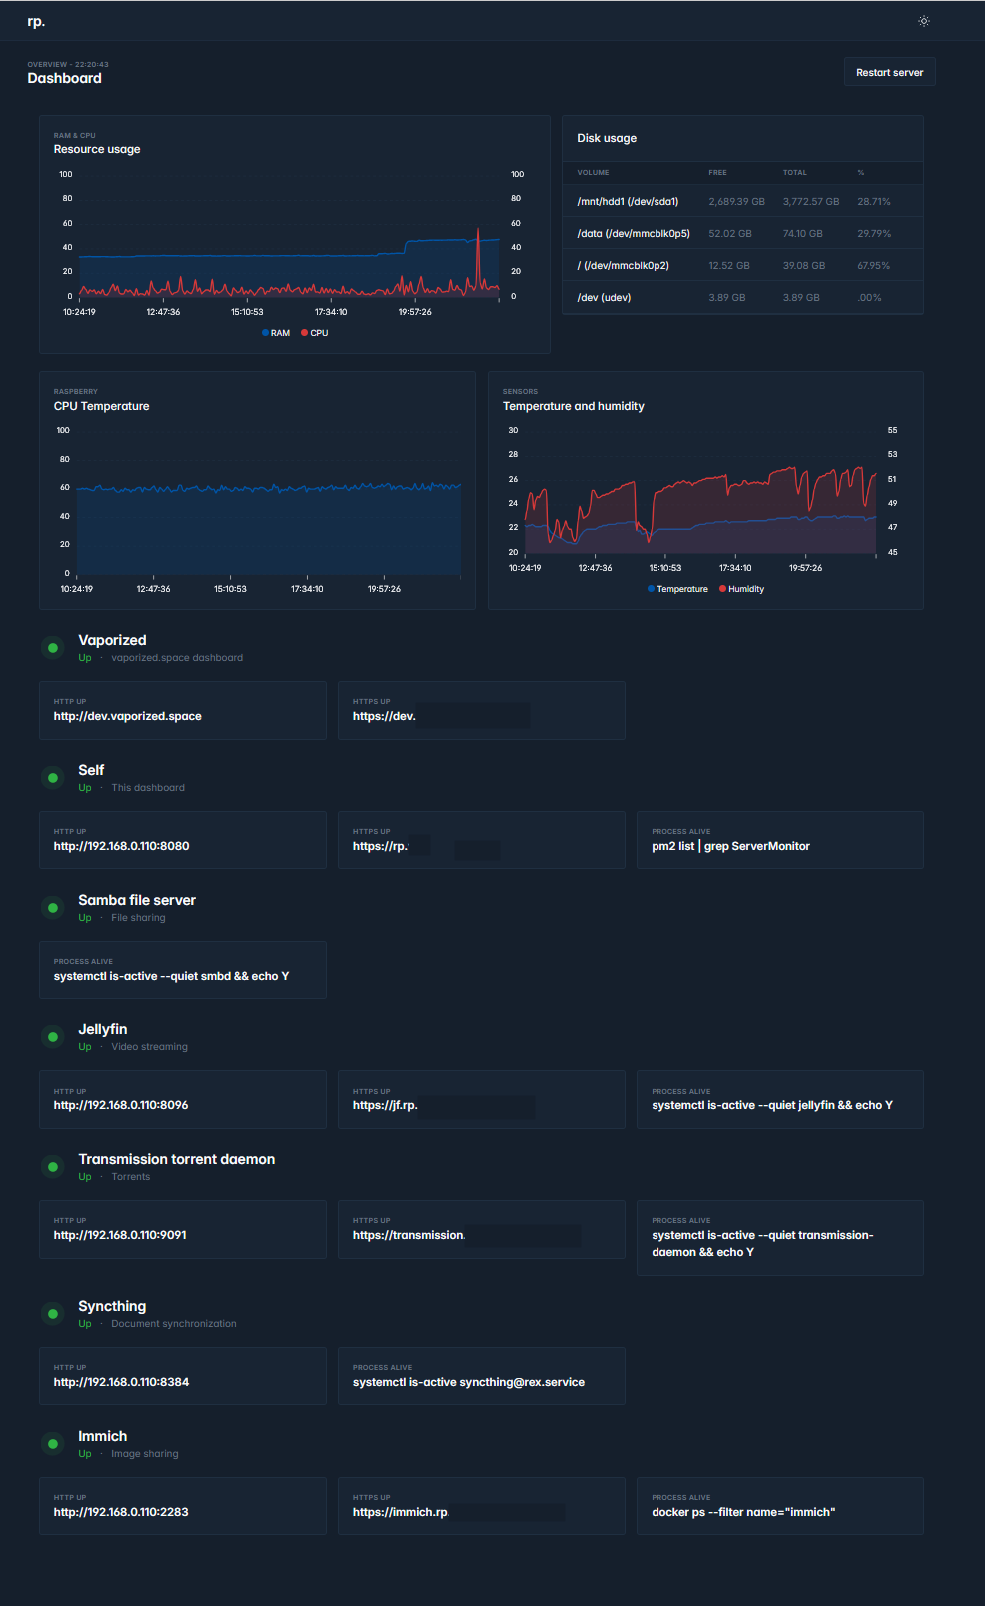 rp.
OVERVIEW - 22:20:43
Dashboard
Restart server
RAM & CPU
Resource usage
100 100
80 80
60 60
40 40
20 20
0 0
10:24:19 12:47:36 15:10:53 17:34:10 19:57:26
RAM CPU
Disk usage
VOLUME FREE TOTAL %
/mnt/hdd1 (/dev/sda1) 2,689.39 GB 3,772.57 GB 28.71%
/data (/dev/mmcblk0p5) 52.02 GB 74.10 GB 29.79%
/ (/dev/mmcblk0p2) 12.52 GB 39.08 GB 67.95%
/dev (udev) 3.89 GB 3.89 GB .00%
RASPBERRY
CPU Temperature
100
80
60
40
20
0
10:24:19 12:47:36 15:10:53 17:34:10 19:57:26
SENSORS
Temperature and humidity
30 55
28 53
26 51
24 49
22 47
20 45
10:24:19 12:47:36 15:10:53 17:34:10 19:57:26
Temperature Humidity
Vaporized
Up · vaporized.space dashboard
HTTP UP
http://dev.vaporized.space
HTTPS UP
https://dev.
Self
Up · This dashboard
HTTP UP
http://192.168.0.110:8080
HTTPS UP
https://rp.
PROCESS ALIVE
pm2 list | grep ServerMonitor
Samba file server
Up · File sharing
PROCESS ALIVE
systemctl is-active --quiet smbd && echo Y
Jellyfin
Up · Video streaming
HTTP UP
http://192.168.0.110:8096
HTTPS UP
https://jf.rp.
PROCESS ALIVE
systemctl is-active --quiet jellyfin && echo Y
Transmission torrent daemon
Up · Torrents
HTTP UP
http://192.168.0.110:9091
HTTPS UP
https://transmission.
PROCESS ALIVE
systemctl is-active --quiet transmission-
daemon && echo Y
Syncthing
Up · Document synchronization
HTTP UP
http://192.168.0.110:8384
PROCESS ALIVE
systemctl is-active syncthing@rex.service
Immich
Up · Image sharing
HTTP UP
http://192.168.0.110:2283
HTTPS UP
https://immich.rp.
PROCESS ALIVE
docker ps --filter name="immich"